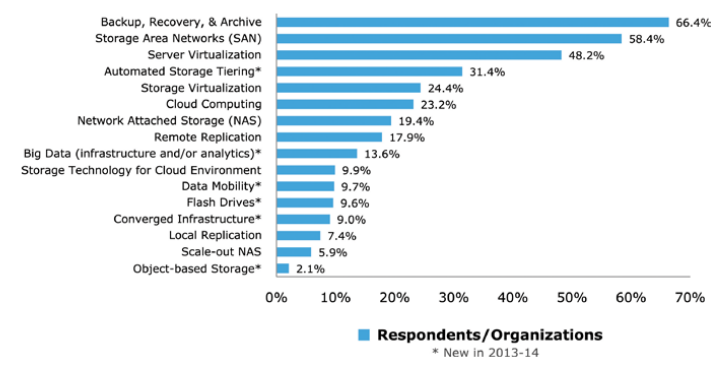 Backup, Recovery, & Archive 66.4%
Storage Area Networks (SAN) 58.4%
Server Virtualization 48.2%
Automated Storage Tiering* 31.4%
Storage Virtualization 24.4%
Cloud Computing 23.2%
Network Attached Storage (NAS) 19.4%
Remote Replication 17.9%
Big Data (infrastructure and/or analytics)* 13.6%
Storage Technology for Cloud Environment 9.9%
Data Mobility* 9.7%
Flash Drives* 9.6%
Converged Infrastructure* 9.0%
Local Replication 7.4%
Scale-out NAS 5.9%
Object-based Storage* 2.1%
0% 10% 20% 30% 40% 50% 60% 70%
Respondents/Organizations
* New in 2013-14